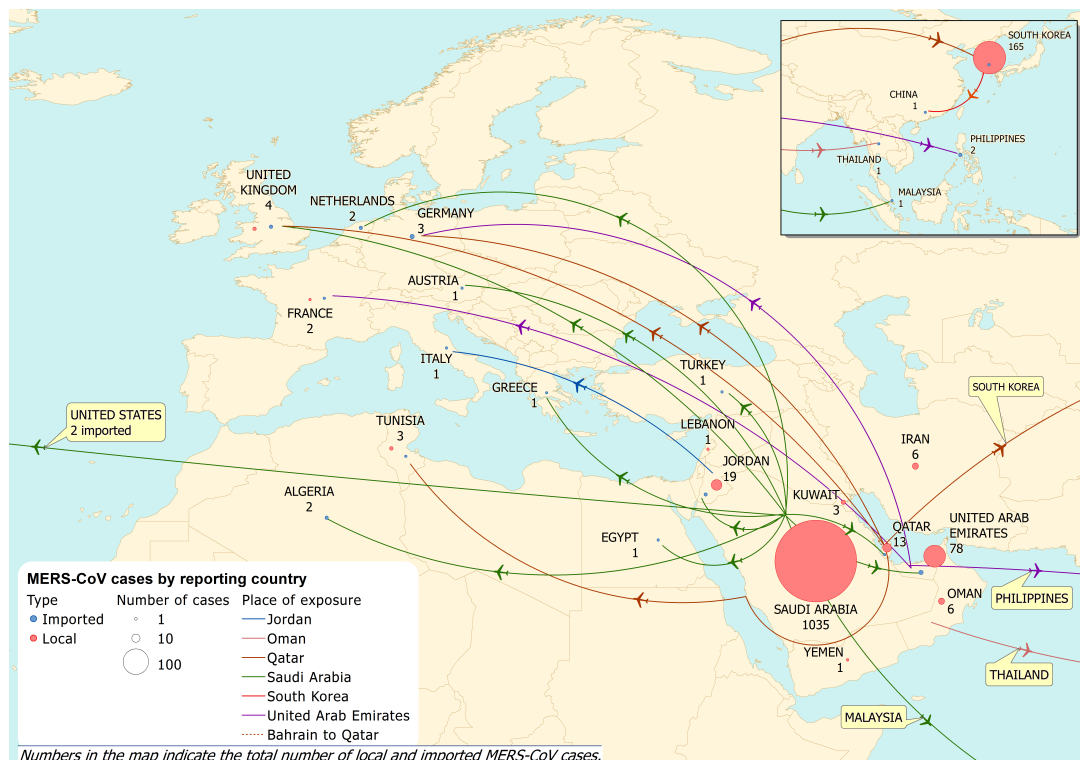 SOUTH KOREA
165
CHINA
1
PHILIPPINES
2
THAILAND
1
MALAYSIA
1
UNITED
KINGDOM
4
NETHERLANDS
2
GERMANY
3
AUSTRIA
1
FRANCE
2
ITALY
1
GREECE
1
TURKEY
1
SOUTH KOREA
UNITED STATES
2 imported
TUNISIA
3
LEBANON
1
JORDAN
19
IRAN
6
ALGERIA
2
KUWAIT
3
QATAR
13
UNITED ARAB
EMIRATES
78
EGYPT
1
SAUDI ARABIA
1035
OMAN
6
PHILIPPINES
YEMEN
1
THAILAND
MALAYSIA
MERS-CoV cases by reporting country
Type
Imported
Local
Number of cases
1
10
100
Place of exposure
Jordan
Oman
Qatar
Saudi Arabia
South Korea
United Arab Emirates
Bahrain to Qatar
Numbers in the map indicate the total number of local and imported MERS-CoV cases.